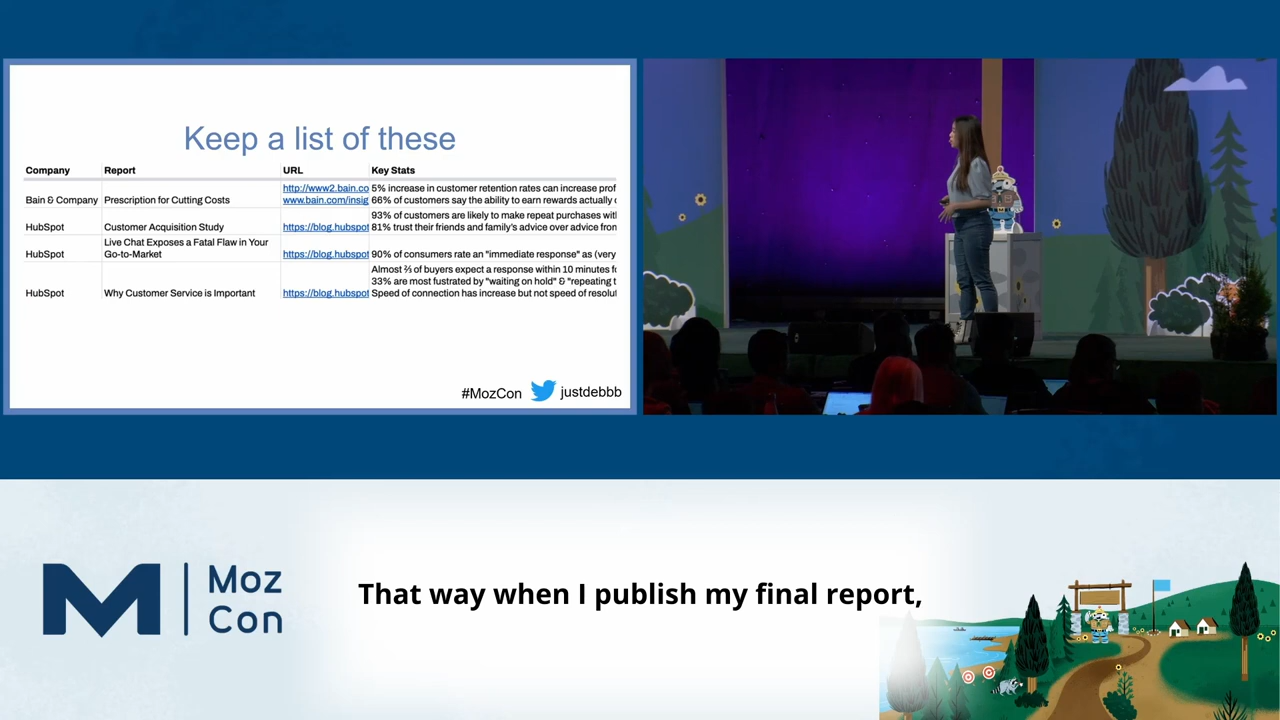 Keep a list of these
Company Report URL Key Stats
http://www2.bain.co 5% increase in customer retention rates can increase prof
Bain & Company Prescription for Cutting Costs www.bain.com/insig 66% of customers say the ability to earn rewards actually
93% of customers are likely to make repeat purchases wit
HubSpot Customer Acquisition Study https://blog.hubspot 81% trust their friends and family's advice over advice fron
Live Chat Exposes a Fatal Flaw in Your
HubSpot Go-to-Market https://blog.hubspot 90% of consumers rate an "immediate response" as (very
Almost ⅔ of buyers expect a response within 10 minutes fo
33% are most fustrated by "waiting on hold" & "repeating t
HubSpot Why Customer Service is Important https://blog.hubspot Speed of connection has increase but not speed of resolut
#MozCon justdebbb
Moz
Con
That way when I publish my final report,